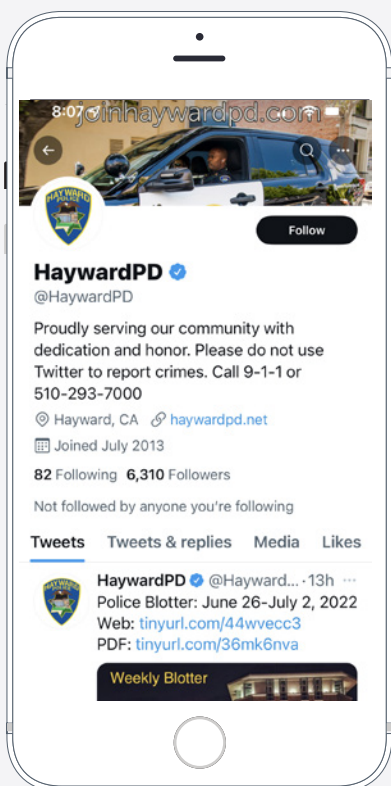 8:07
joinhaywardpd.com
HAYWARD
POLICE
Follow
HaywardPD
@HaywardPD
Proudly serving our community with
dedication and honor. Please do not use
Twitter to report crimes. Call 9-1-1 or
510-293-7000
Hayward, CA haywardpd.net
Joined July 2013
82 Following 6,310 Followers
Not followed by anyone you're following
Tweets Tweets & replies Media Likes
HaywardPD @Hayward... · 13h ···
Police Blotter: June 26-July 2, 2022
Web: tinyurl.com/44wvecc3
PDF: tinyurl.com/36mk6nva
Weekly Blotter